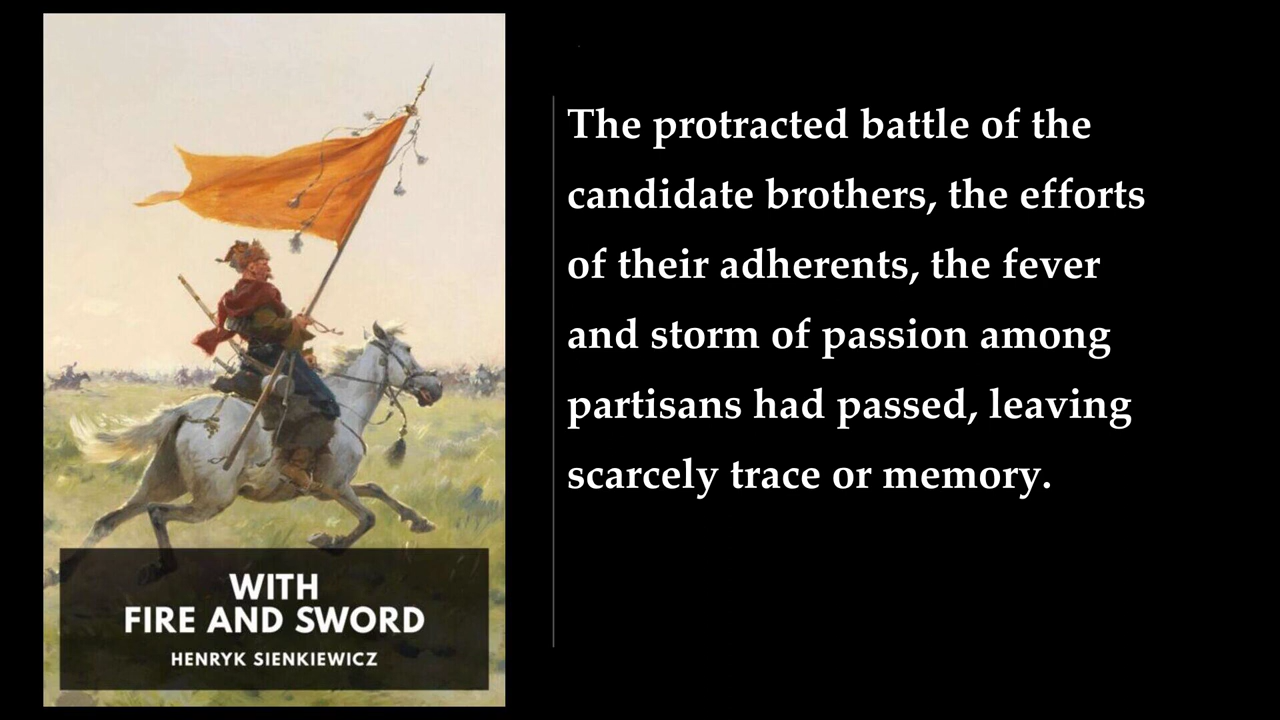 WITH
FIRE AND SWORD
HENRYK SIENKIEWICZ
The protracted battle of the
candidate brothers, the efforts
of their adherents, the fever
and storm of passion among
partisans had passed, leaving
scarcely trace or memory.